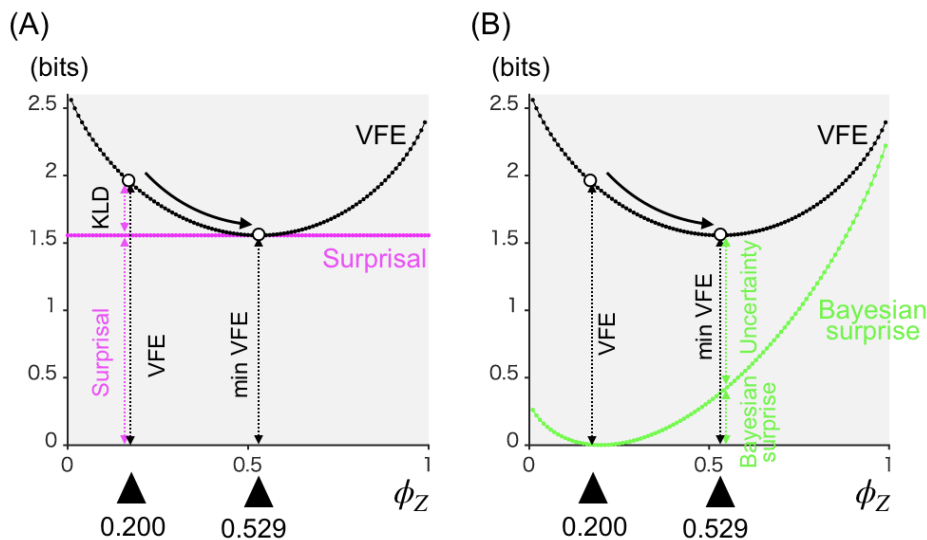 (A)
(bits)
2.5
2
1.5
1
0.5
0
0
0.5
1
VFE
KLD
Surprisal
Surprisal
VFE
min VFE
ϕZ
0.200
0.529
(B)
(bits)
2.5
2
1.5
1
0.5
0
0
0.5
1
VFE
VFE
min VFE
Uncertainty
Bayesian
surprise
Bayesian
surprise
ϕZ
0.200
0.529